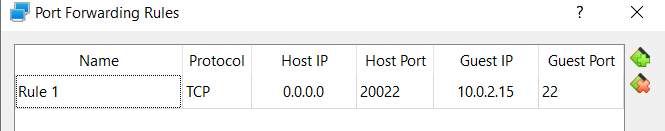 Port Forwarding Rules
Name Protocol Host IP Host Port Guest IP Guest Port
Rule 1 TCP 0.0.0.0 20022 10.0.2.15 22